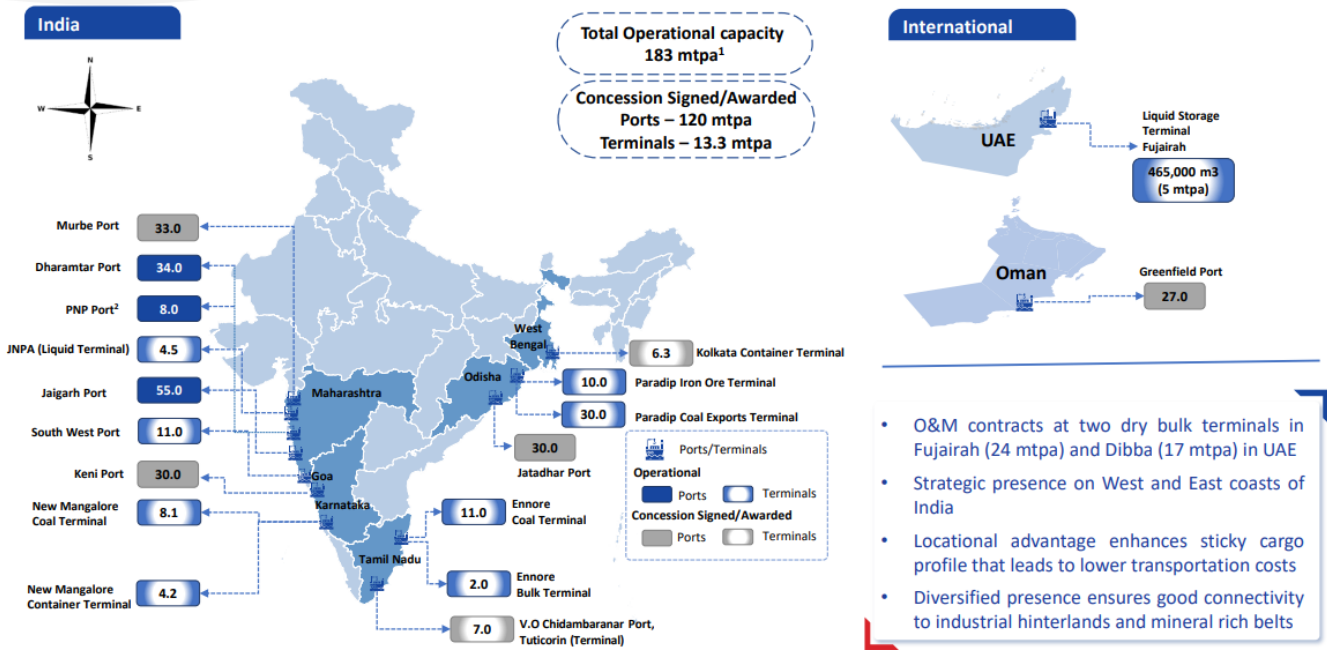 India
N
W
E
S
Total Operational capacity
183 mtpa¹
Concession Signed/Awarded
Ports – 120 mtpa
Terminals – 13.3 mtpa
Murbe Port
33.0
Dharamtar Port
34.0
PNP Port²
8.0
JNPA (Liquid Terminal)
4.5
Jaigarh Port
55.0
South West Port
11.0
Keni Port
30.0
New Mangalore
Coal Terminal
8.1
New Mangalore
Container Terminal
4.2
Maharashtra
Goa
Karnataka
Tamil Nadu
Odisha
West
Bengal
6.3
Kolkata Container Terminal
10.0
Paradip Iron Ore Terminal
30.0
Paradip Coal Exports Terminal
30.0
Jatadhar Port
11.0
Ennore
Coal Terminal
2.0
Ennore
Bulk Terminal
7.0
V.O Chidambaranar Port,
Tuticorin (Terminal)
Ports/Terminals
Operational
Ports
Terminals
Concession Signed/Awarded
Ports
Terminals
International
UAE
Liquid Storage
Terminal
Fujairah
465,000 m3
(5 mtpa)
Oman
Greenfield Port
27.0
• O&M contracts at two dry bulk terminals in
Fujairah (24 mtpa) and Dibba (17 mtpa) in UAE
• Strategic presence on West and East coasts of
India
• Locational advantage enhances sticky cargo
profile that leads to lower transportation costs
• Diversified presence ensures good connectivity
to industrial hinterlands and mineral rich belts